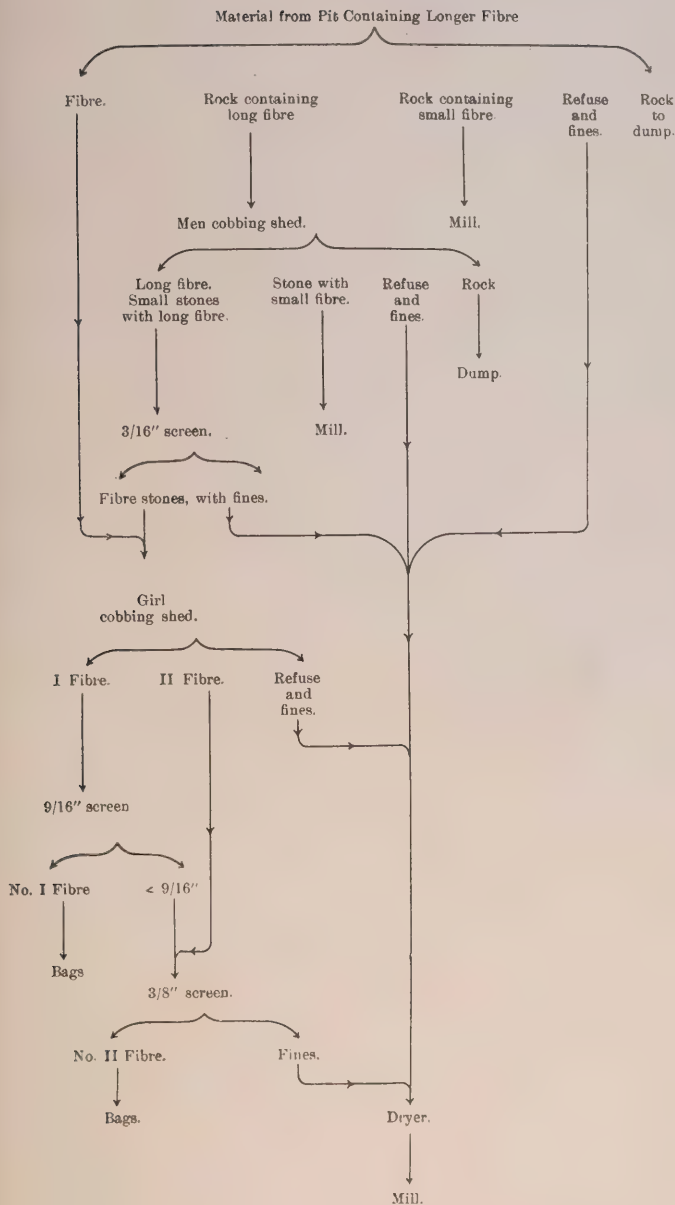 Material from Pit Containing Longer Fibre
Fibre.
Rock containing
long fibre
Rock containing
small fibre.
Refuse
and
fines.
Rock
to
dump.
Men cobbing shed.
Mill.
Long fibre.
Small stones
with long fibre.
Stone with
small fibre.
Refuse
and
fines.
Rock
Dump.
3/16″ screen.
Mill.
Fibre stones, with fines.
Girl
cobbing shed.
I Fibre.
II Fibre.
Refuse
and
fines.
9/16″ screen
No. I Fibre
< 9/16″
Bags
3/8″ screen.
No. II Fibre.
Fines.
Bags.
Dryer.
Mill.